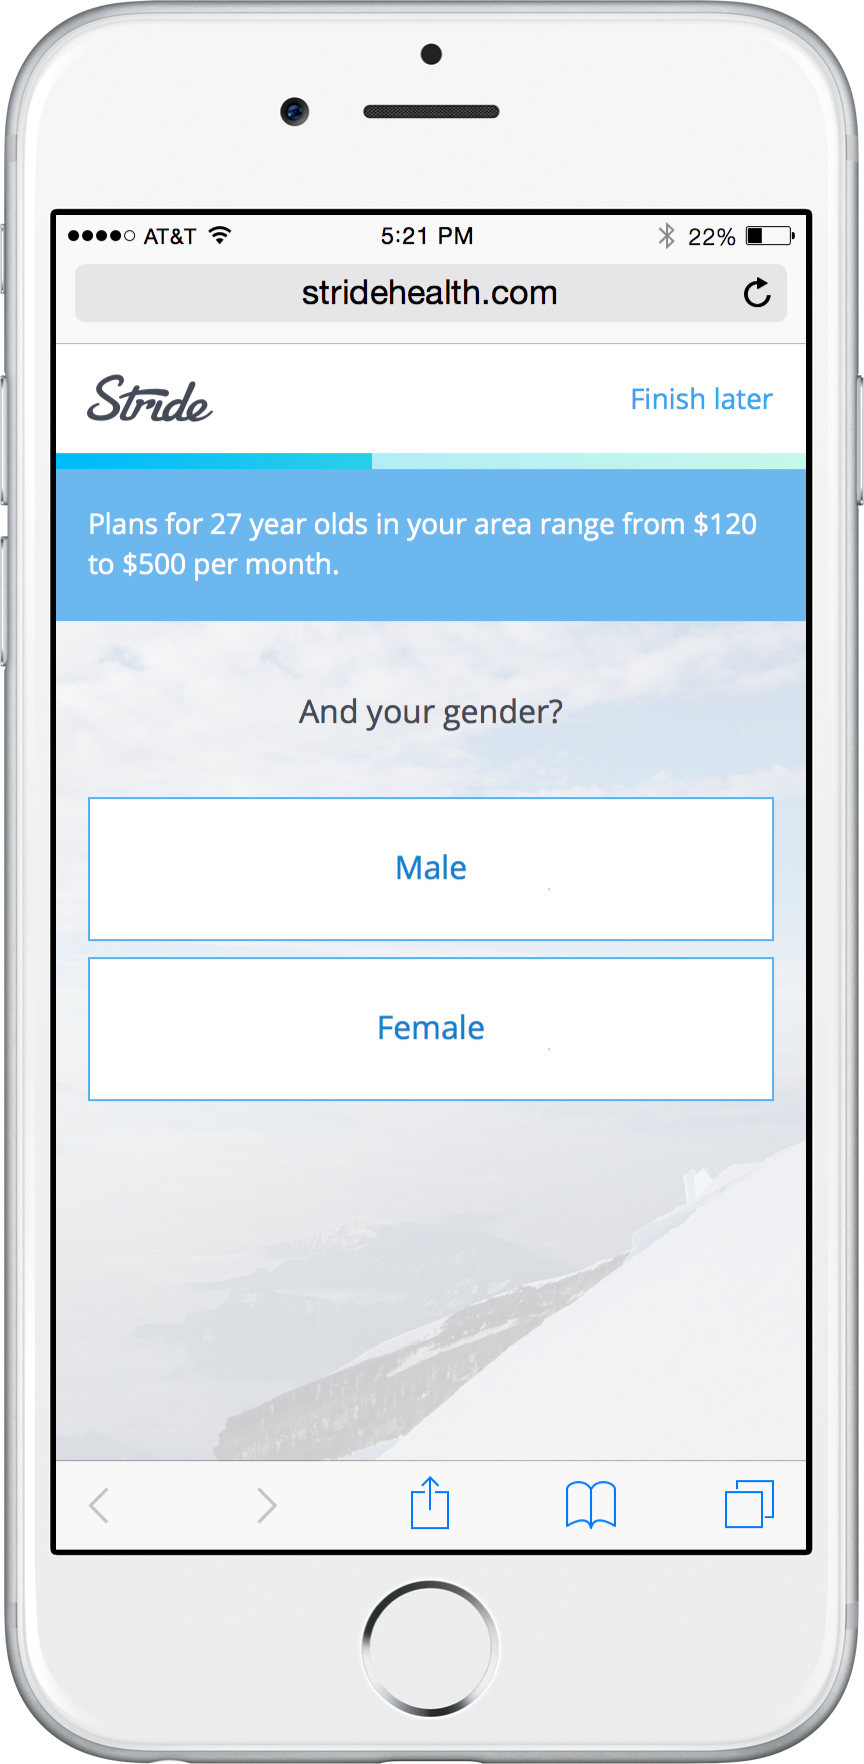 AT&T 5:21 PM 22%
stridehealth.com
Stride Finish later
Plans for 27 year olds in your area range from $120
to $500 per month.
And your gender?
Male
Female